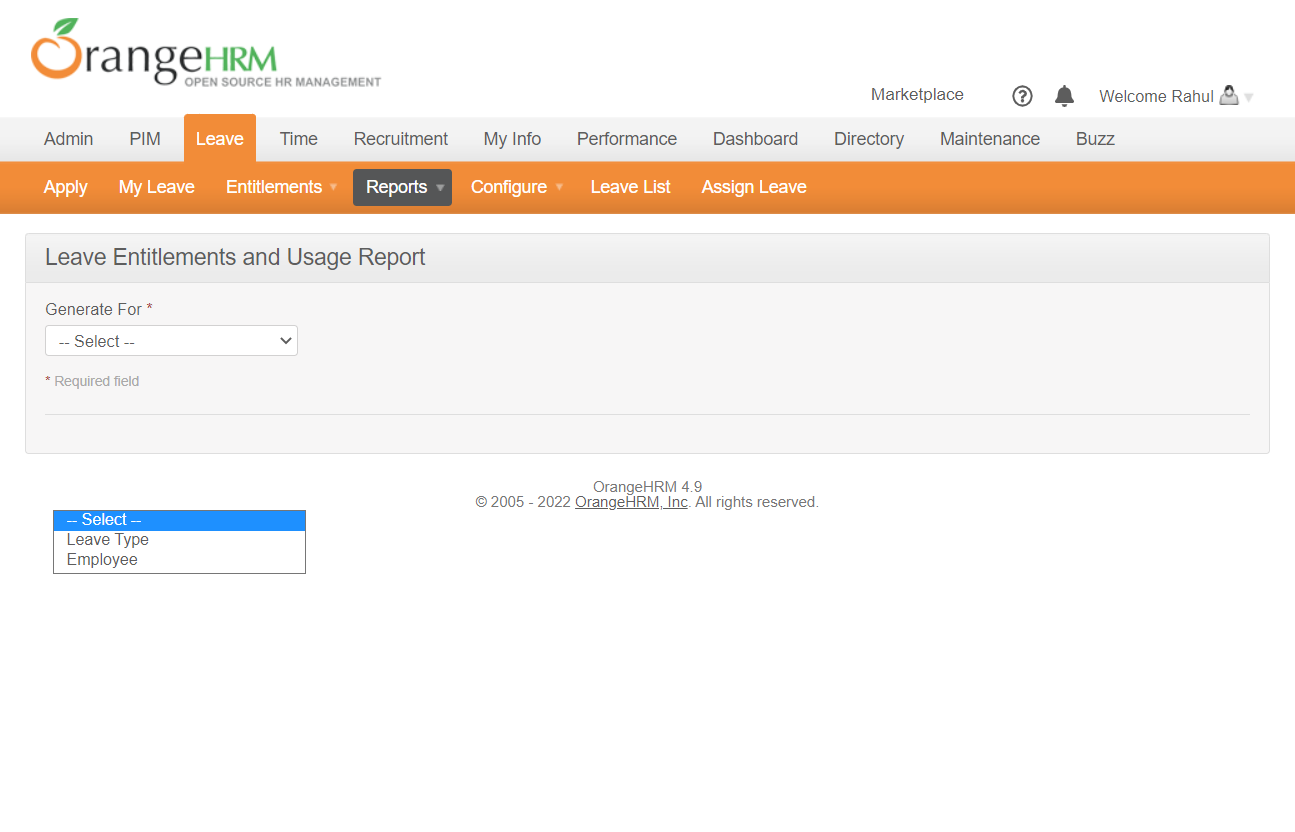 OrangeHRM
OPEN SOURCE HR MANAGEMENT
Marketplace ? Welcome Rahul
Admin PIM Leave Time Recruitment My Info Performance Dashboard Directory Maintenance Buzz
Apply My Leave Entitlements Reports Configure Leave List Assign Leave
Leave Entitlements and Usage Report
Generate For *
-- Select --
* Required field
OrangeHRM 4.9
© 2005 - 2022 OrangeHRM, Inc. All rights reserved.
-- Select --
Leave Type
Employee